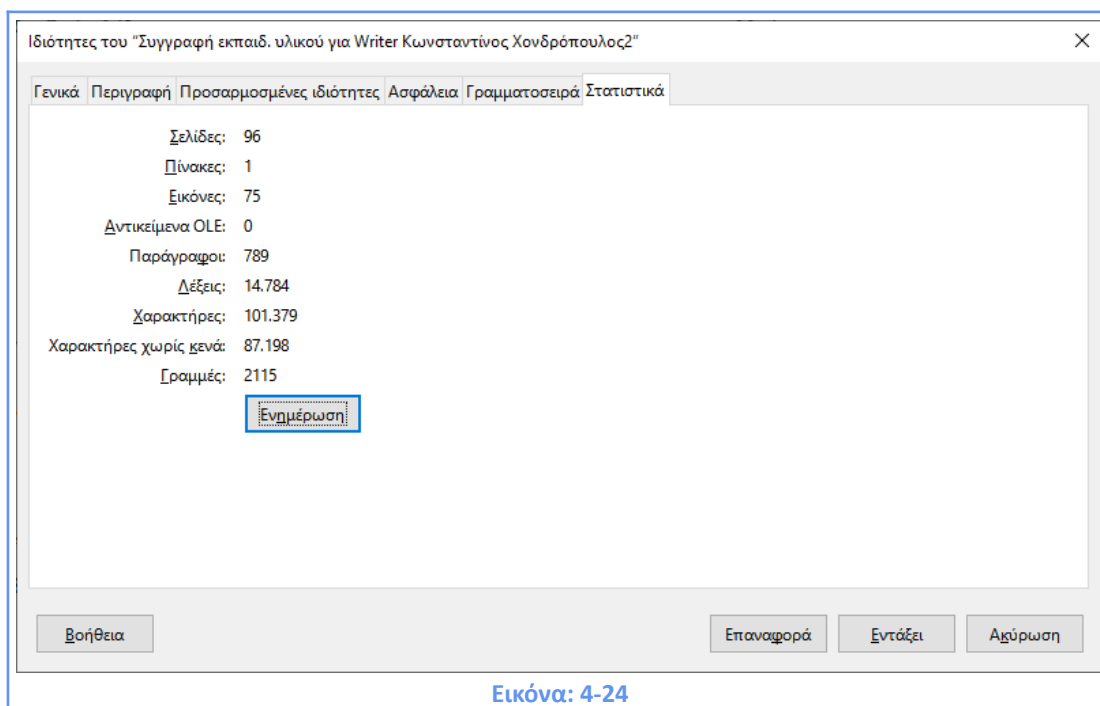 Ιδιότητες του “Συγγραφή εκπαιδ. υλικού για Writer Κωνσταντίνος Χονδρόπουλος2”
Γενικά Περιγραφή Προσαρμοσμένες ιδιότητες Ασφάλεια Γραμματοσειρά Στατιστικά
Σελίδες: 96
Πίνακες: 1
Εικόνες: 75
Αντικείμενα OLE: 0
Παράγραφοι: 789
Λέξεις: 14.784
Χαρακτήρες: 101.379
Χαρακτήρες χωρίς κενά: 87.198
Γραμμές: 2115
Ενημέρωση
Βοήθεια Επαναφορά Εντάξει Ακύρωση
Εικόνα: 4-24